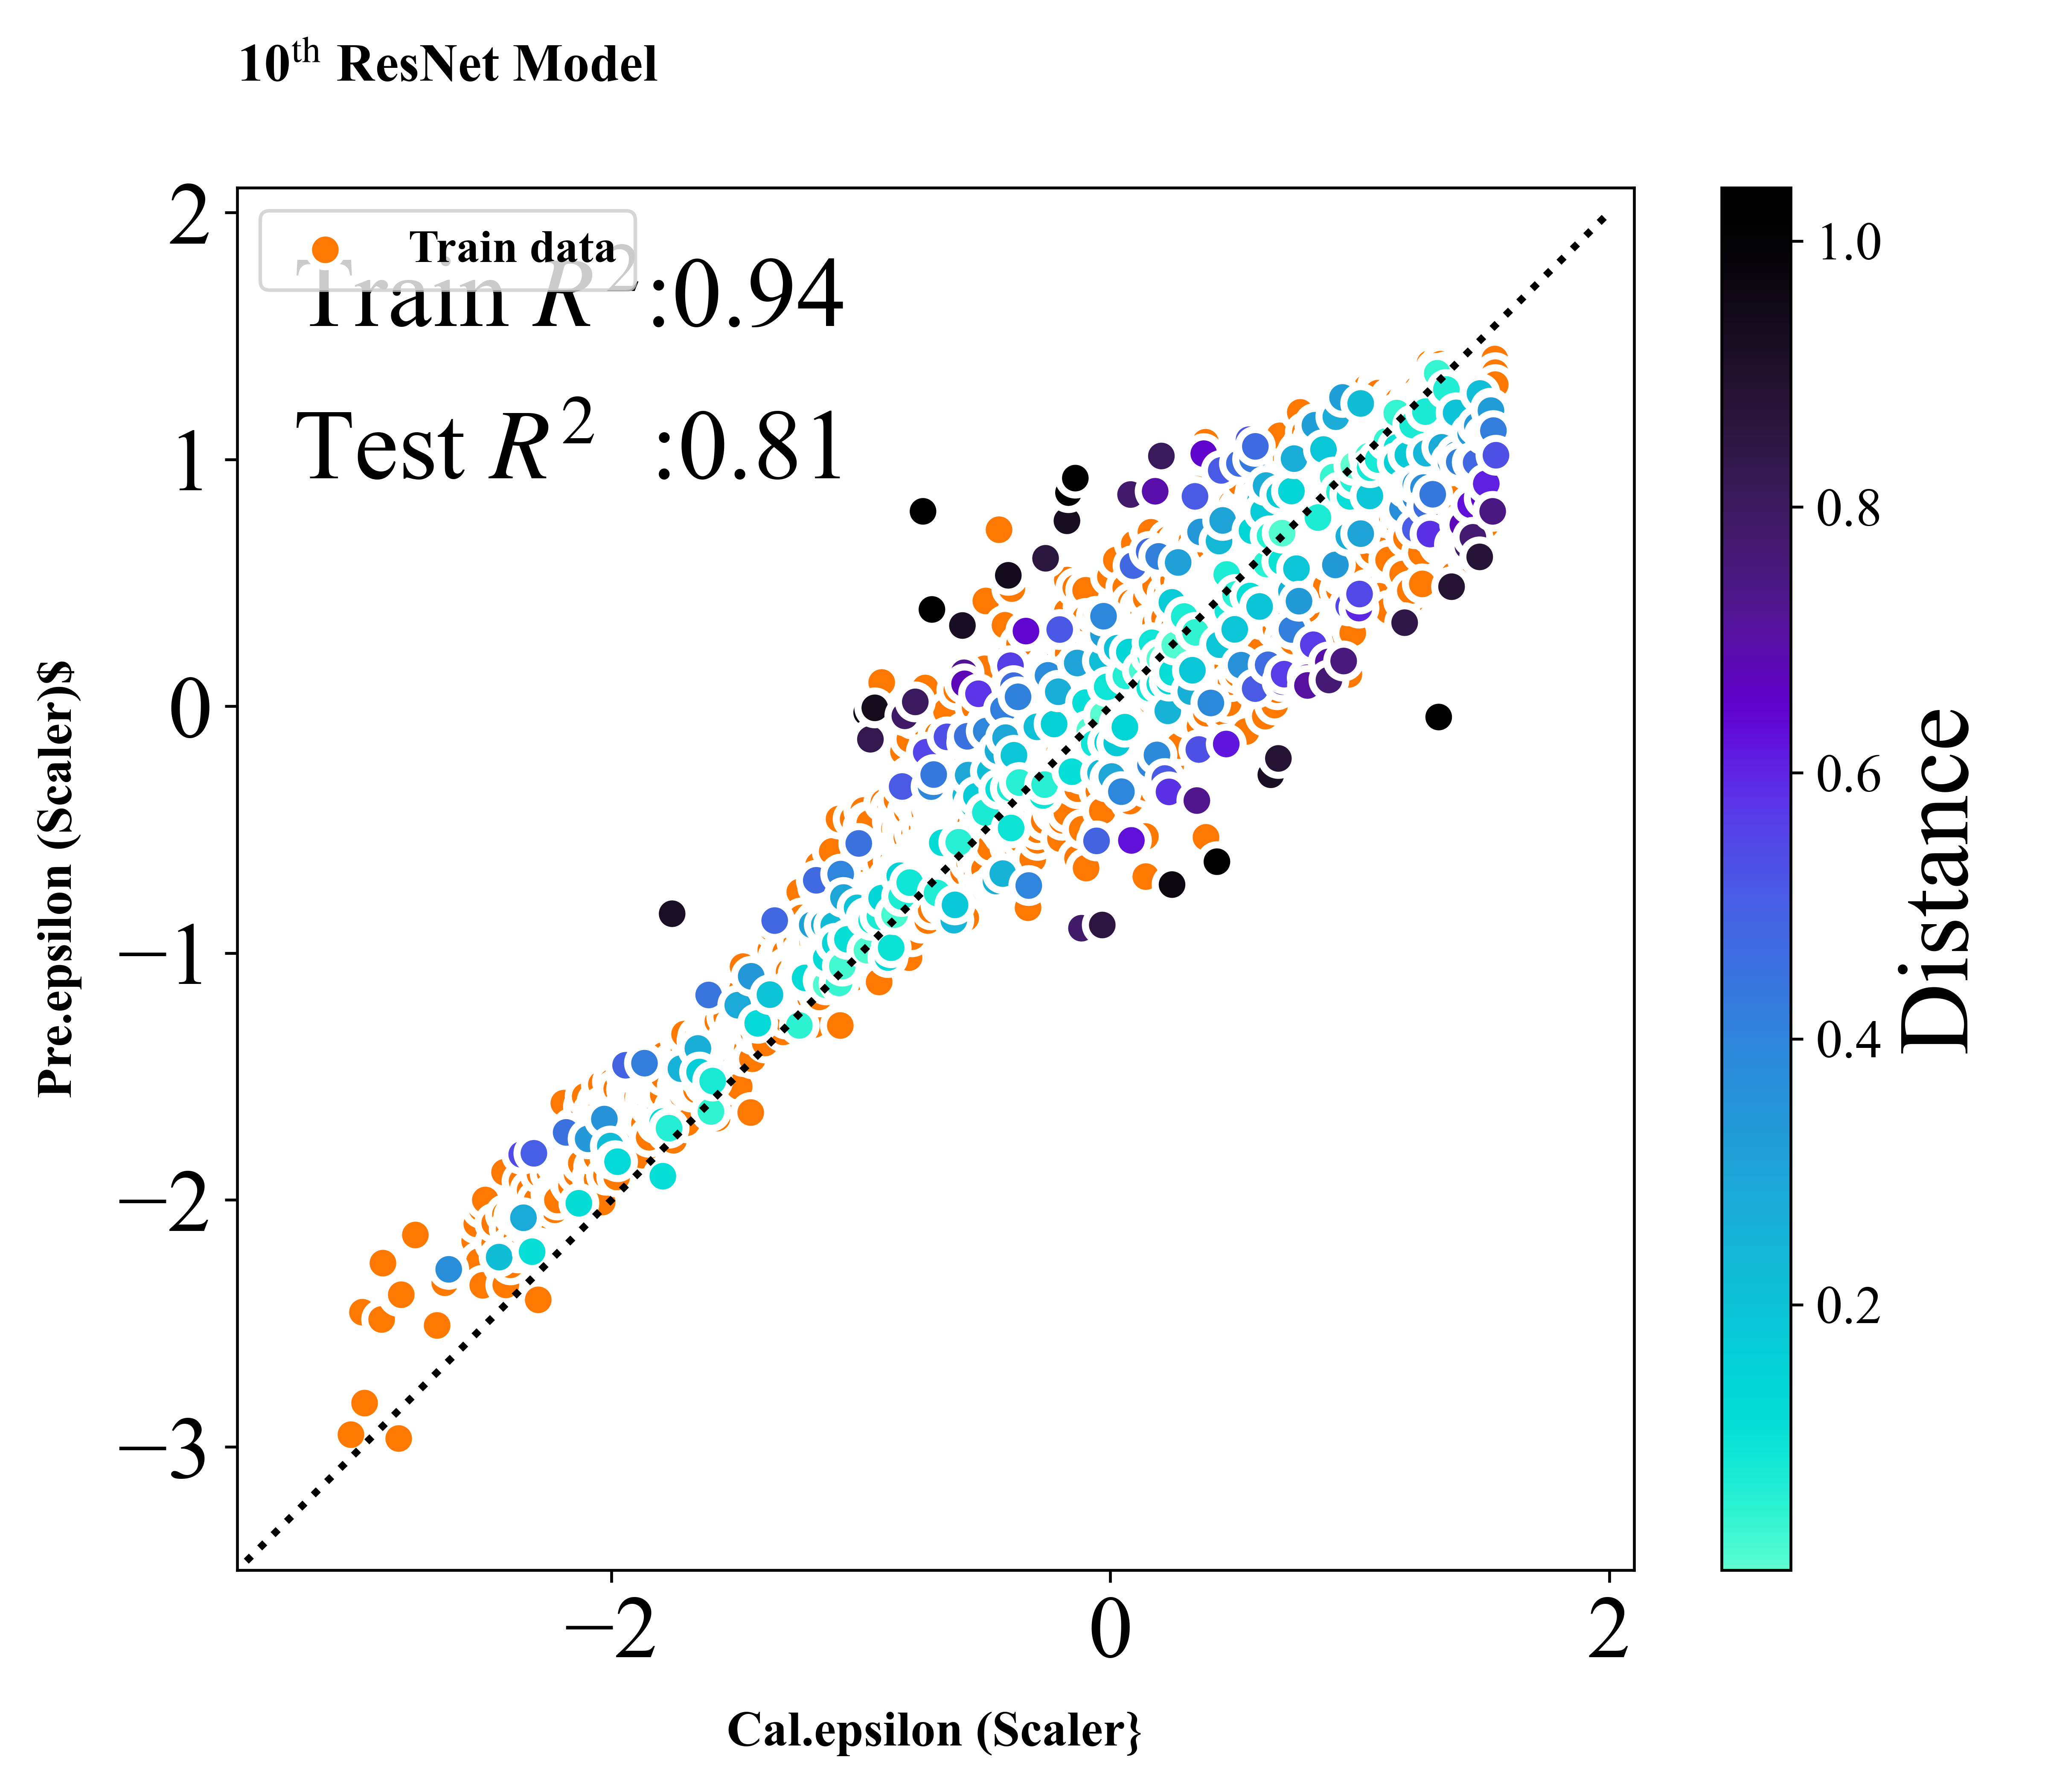 10th ResNet Model
Train data
Train R2:0.94
Test R2 :0.81
2
1
0
−1
−2
−3
Pre.epsilon (Scaler)$
−2
0
2
Cal.epsilon (Scaler}
1.0
0.8
0.6
0.4
0.2
Distance